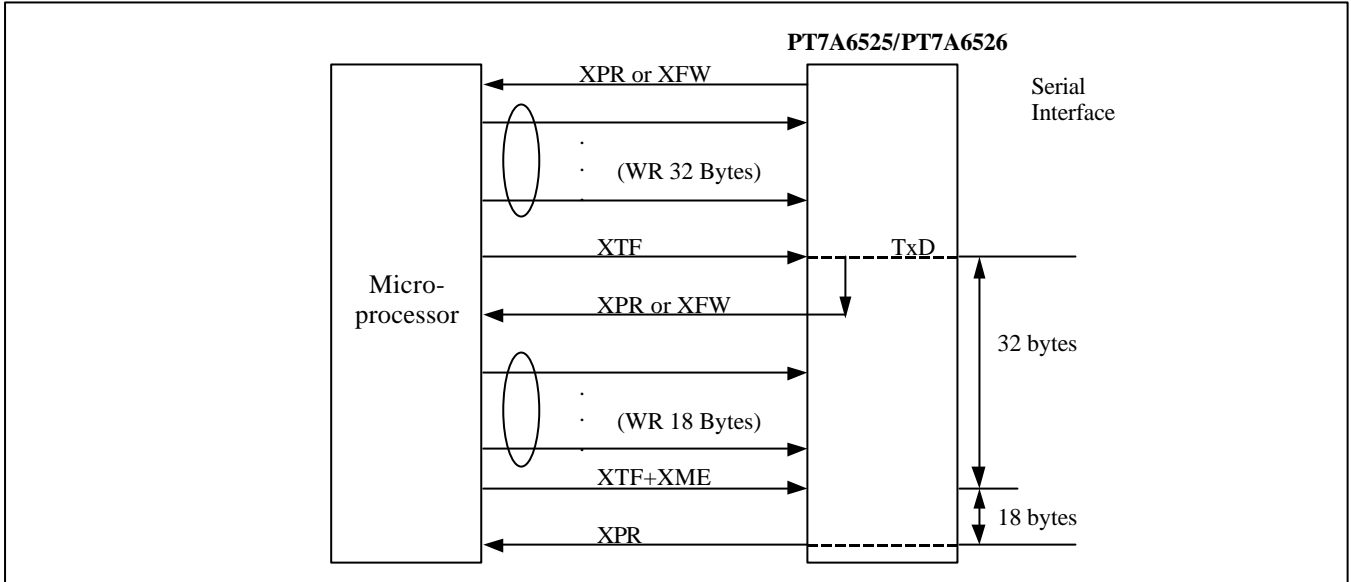 PT7A6525/PT7A6526
XPR or XFW
Serial
Interface
.
.
(WR 32 Bytes)
.
XTF
TxD
Micro-
processor
XPR or XFW
32 bytes
.
.
(WR 18 Bytes)
.
XTF+XME
18 bytes
XPR